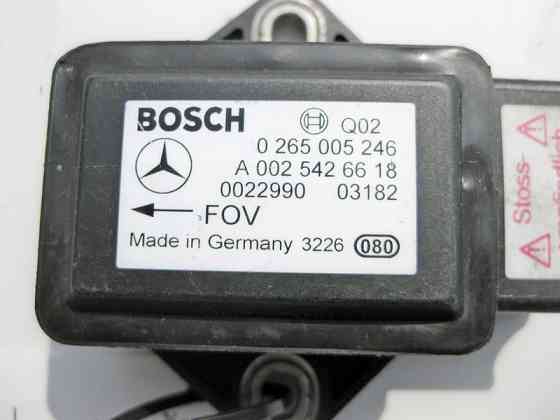 BOSCH Q02
0 265 005 246
A 002 542 66 18
0022990 03182
FOV
Made in Germany 3226 080
Stoss-